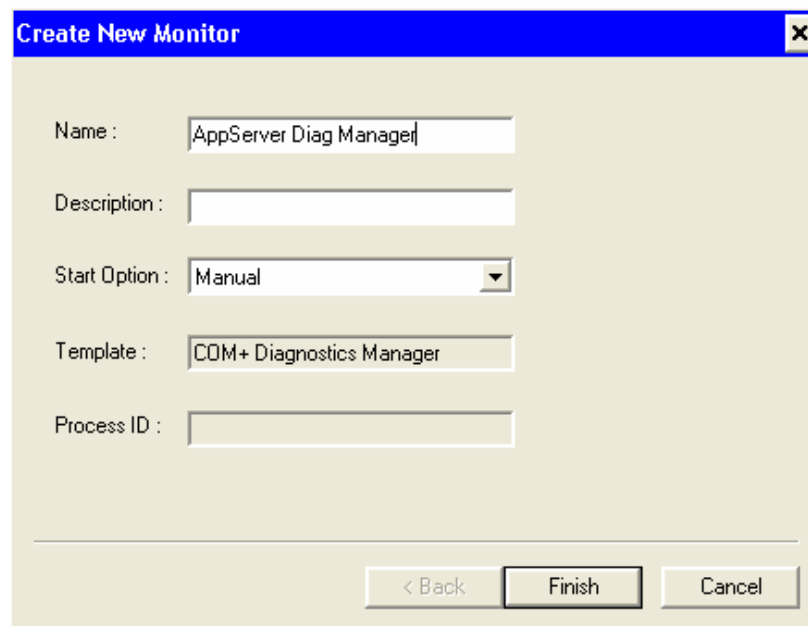 Create New Monitor
Name : AppServer Diag Manager
Description :
Start Option : Manual
Template : COM+ Diagnostics Manager
Process ID :
< Back Finish Cancel